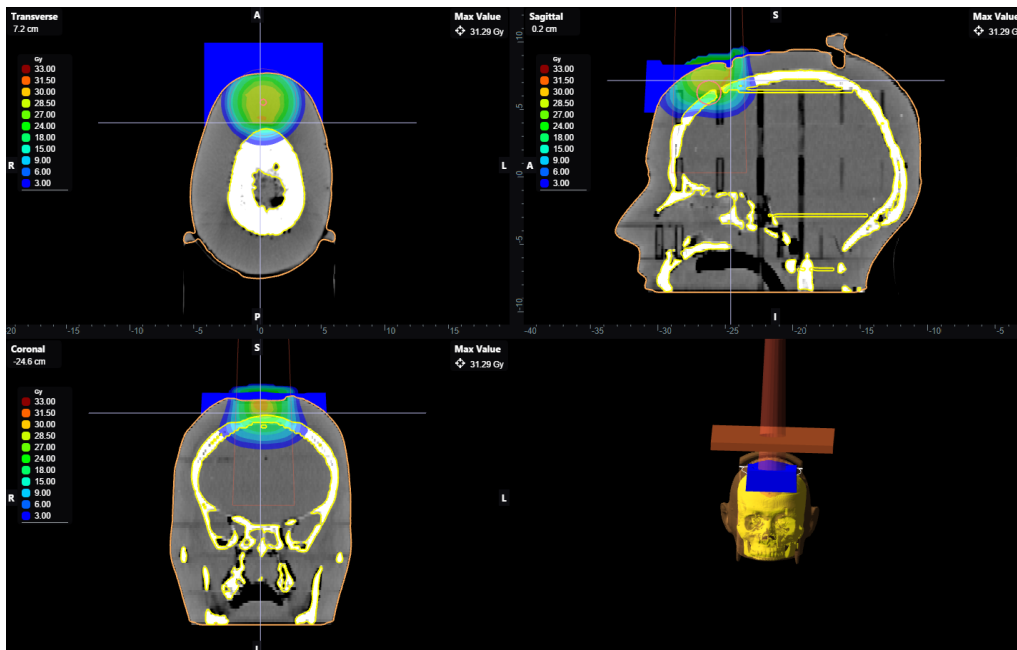 Transverse
7.2 cm
A
Max Value
31.29 Gy
Gy
33.00
31.50
30.00
28.50
27.00
24.00
18.00
15.00
9.00
6.00
3.00
R
L
P
20
-15
-10
-5
0
5
10
15
Sagittal
0.2 cm
S
Max Value
31.29 G
Gy
33.00
31.50
30.00
28.50
27.00
24.00
18.00
15.00
9.00
6.00
3.00
A
I
10
5
0
-5
-10
-40
-35
-30
-25
-20
-15
-10
-5
Coronal
-24.6 cm
S
Max Value
31.29 Gy
Gy
33.00
31.50
30.00
28.50
27.00
24.00
18.00
15.00
9.00
6.00
3.00
R
L